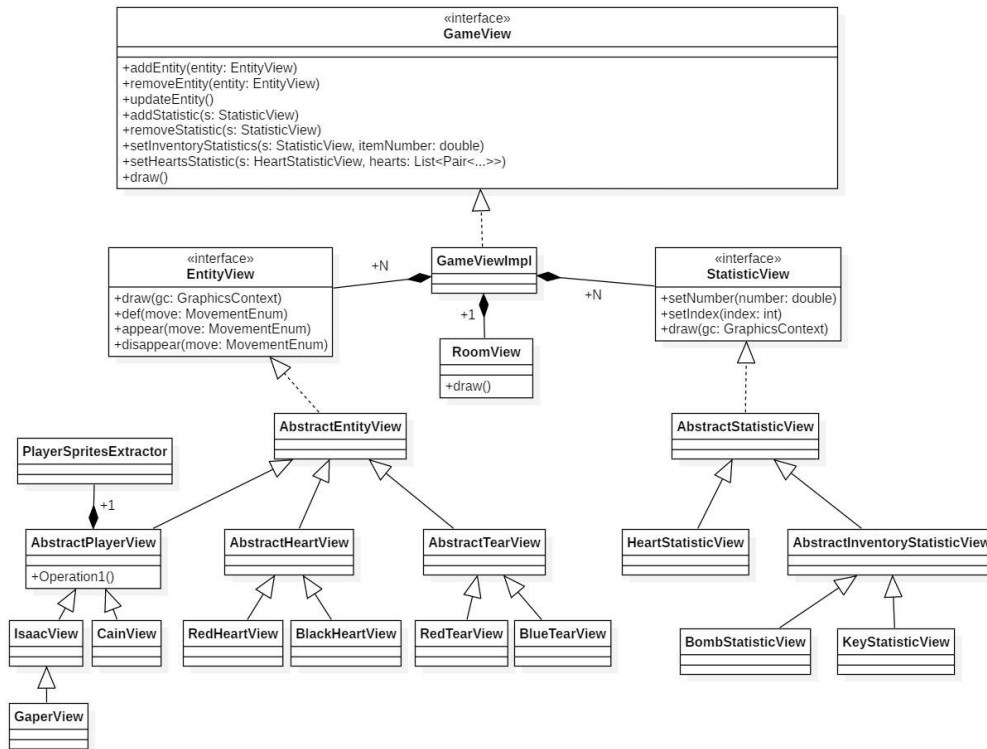 «interface»
GameView
+addEntity(entity: EntityView)
+removeEntity(entity: EntityView)
+updateEntity()
+addStatistic(s: StatisticView)
+removeStatistic(s: StatisticView)
+setInventoryStatistics(s: StatisticView, itemNumber: double)
+setHeartsStatistic(s: HeartStatisticView, hearts: List<Pair<...>>)
+draw()
«interface»
EntityView
+draw(gc: GraphicsContext)
+def(move: MovementEnum)
+appear(move: MovementEnum)
+disappear(move: MovementEnum)
+N
GameViewImpl
+N
+1
«interface»
StatisticView
+setNumber(number: double)
+setIndex(index: int)
+draw(gc: GraphicsContext)
RoomView
+draw()
AbstractEntityView
AbstractStatisticView
PlayerSpritesExtractor
+1
AbstractPlayerView
+Operation1()
AbstractHeartView
AbstractTearView
HeartStatisticView
AbstractInventoryStatisticView
IsaacView
CainView
RedHeartView
BlackHeartView
RedTearView
BlueTearView
BombStatisticView
KeyStatisticView
GaperView